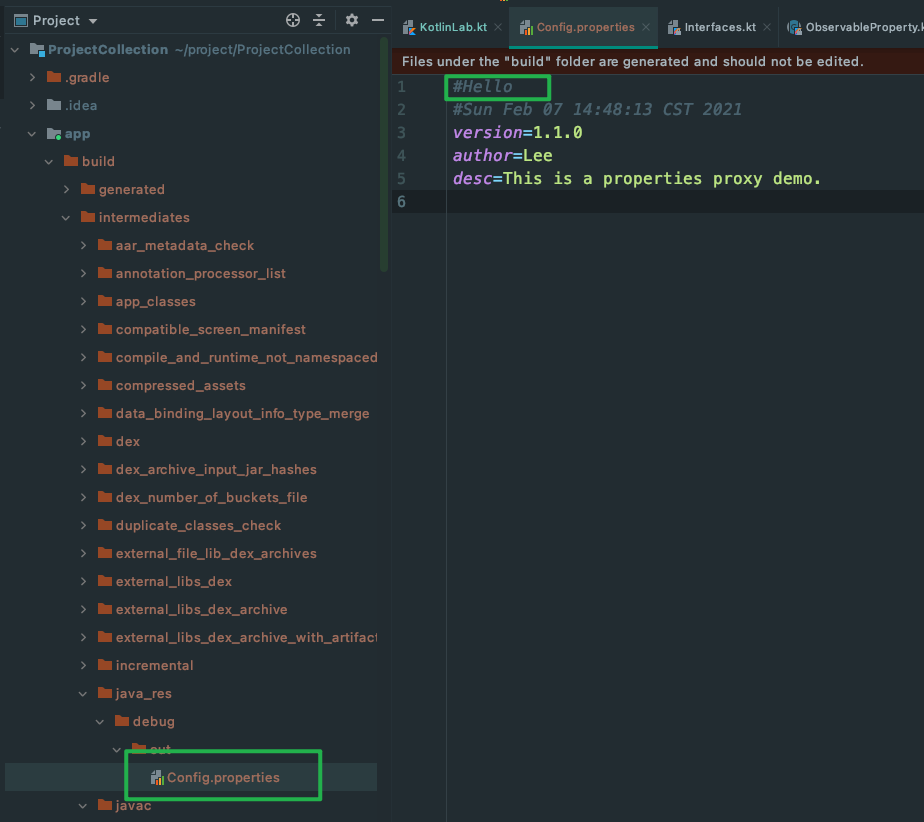 Project
KotlinLab.kt
Config.properties
Interfaces.kt
ObservableProperty.k
ProjectCollection ~/project/ProjectCollection
.gradle
.idea
app
build
generated
intermediates
aar_metadata_check
annotation_processor_list
app_classes
compatible_screen_manifest
compile_and_runtime_not_namespaced
compressed_assets
data_binding_layout_info_type_merge
dex
dex_archive_input_jar_hashes
dex_number_of_buckets_file
duplicate_classes_check
external_file_lib_dex_archives
external_libs_dex
external_libs_dex_archive
external_libs_dex_archive_with_artifact
incremental
java_res
debug
out
Config.properties
javac
Files under the "build" folder are generated and should not be edited.
1 #Hello
2 #Sun Feb 07 14:48:13 CST 2021
3 version=1.1.0
4 author=Lee
5 desc=This is a properties proxy demo.
6